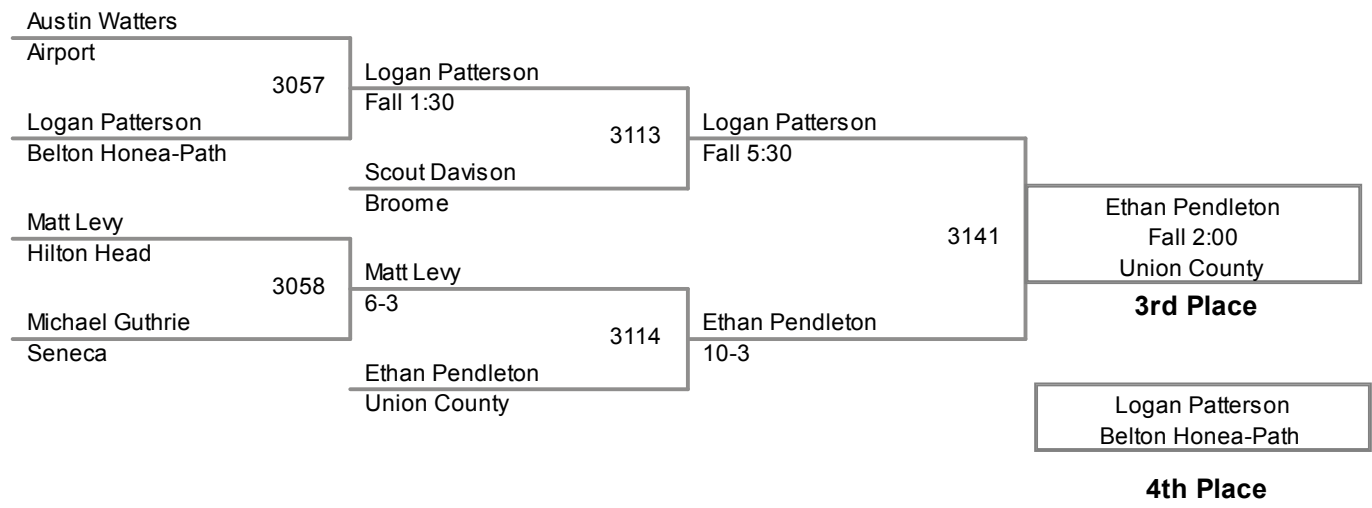 Austin Watters
Airport
3057
Logan Patterson
Belton Honea-Path
Logan Patterson
Fall 1:30
3113
Scout Davison
Broome
Logan Patterson
Fall 5:30
Matt Levy
Hilton Head
3058
Michael Guthrie
Seneca
Matt Levy
6-3
3114
Ethan Pendleton
Union County
Ethan Pendleton
10-3
3141
Ethan Pendleton
Fall 2:00
Union County
3rd Place
Logan Patterson
Belton Honea-Path
4th Place